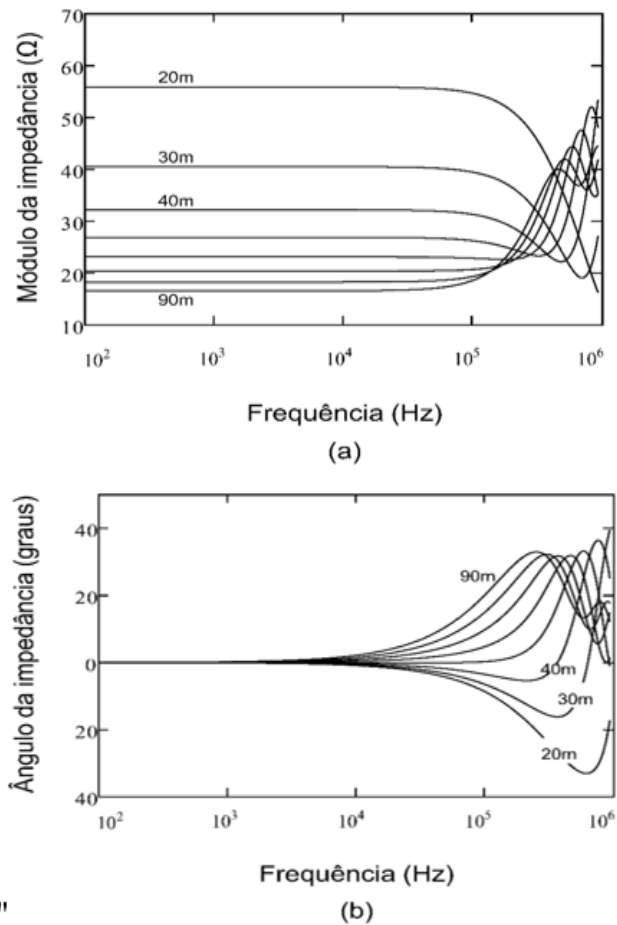 Módulo da impedância (Ω)
70
60
50
40
30
20
10
20m
30m
40m
90m
10² 10³ 10⁴ 10⁵ 10⁶
Frequência (Hz)
(a)
Ângulo da impedância (graus)
40
20
0
20
40
90m
40m
30m
20m
10² 10³ 10⁴ 10⁵ 10⁶
Frequência (Hz)
(b)
"